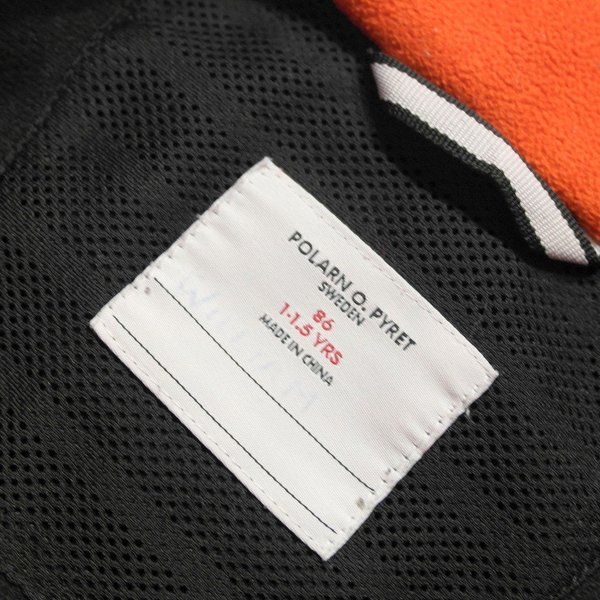 POLARN O. PYRET
SWEDEN
86
1-1.5 YRS
MADE IN CHINA